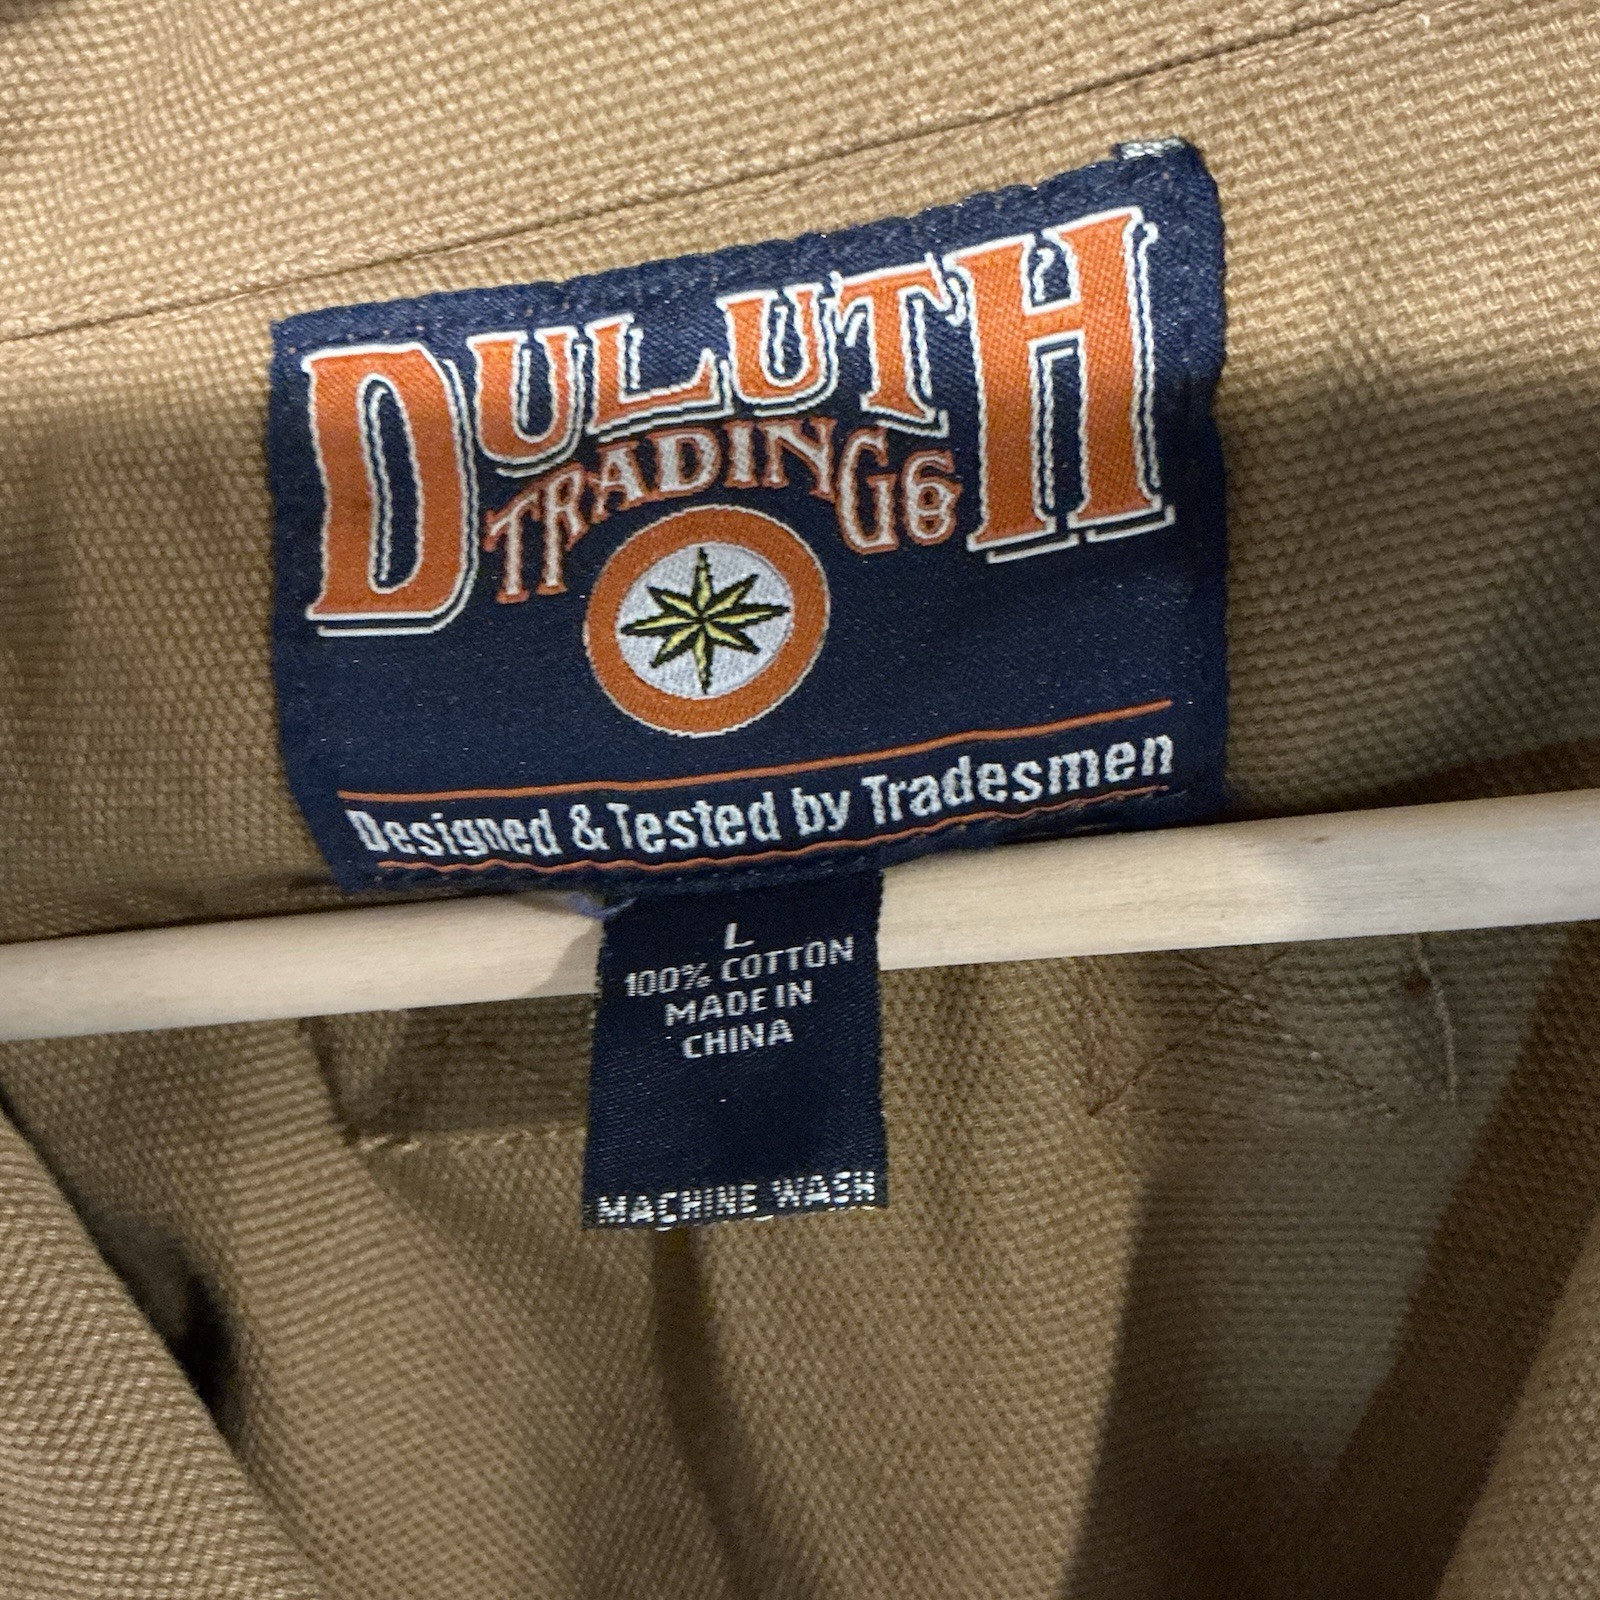 DULUTH
TRADING Co
Designed & Tested by Tradesmen
L
100% COTTON
MADE IN
CHINA
MACHINE WASH